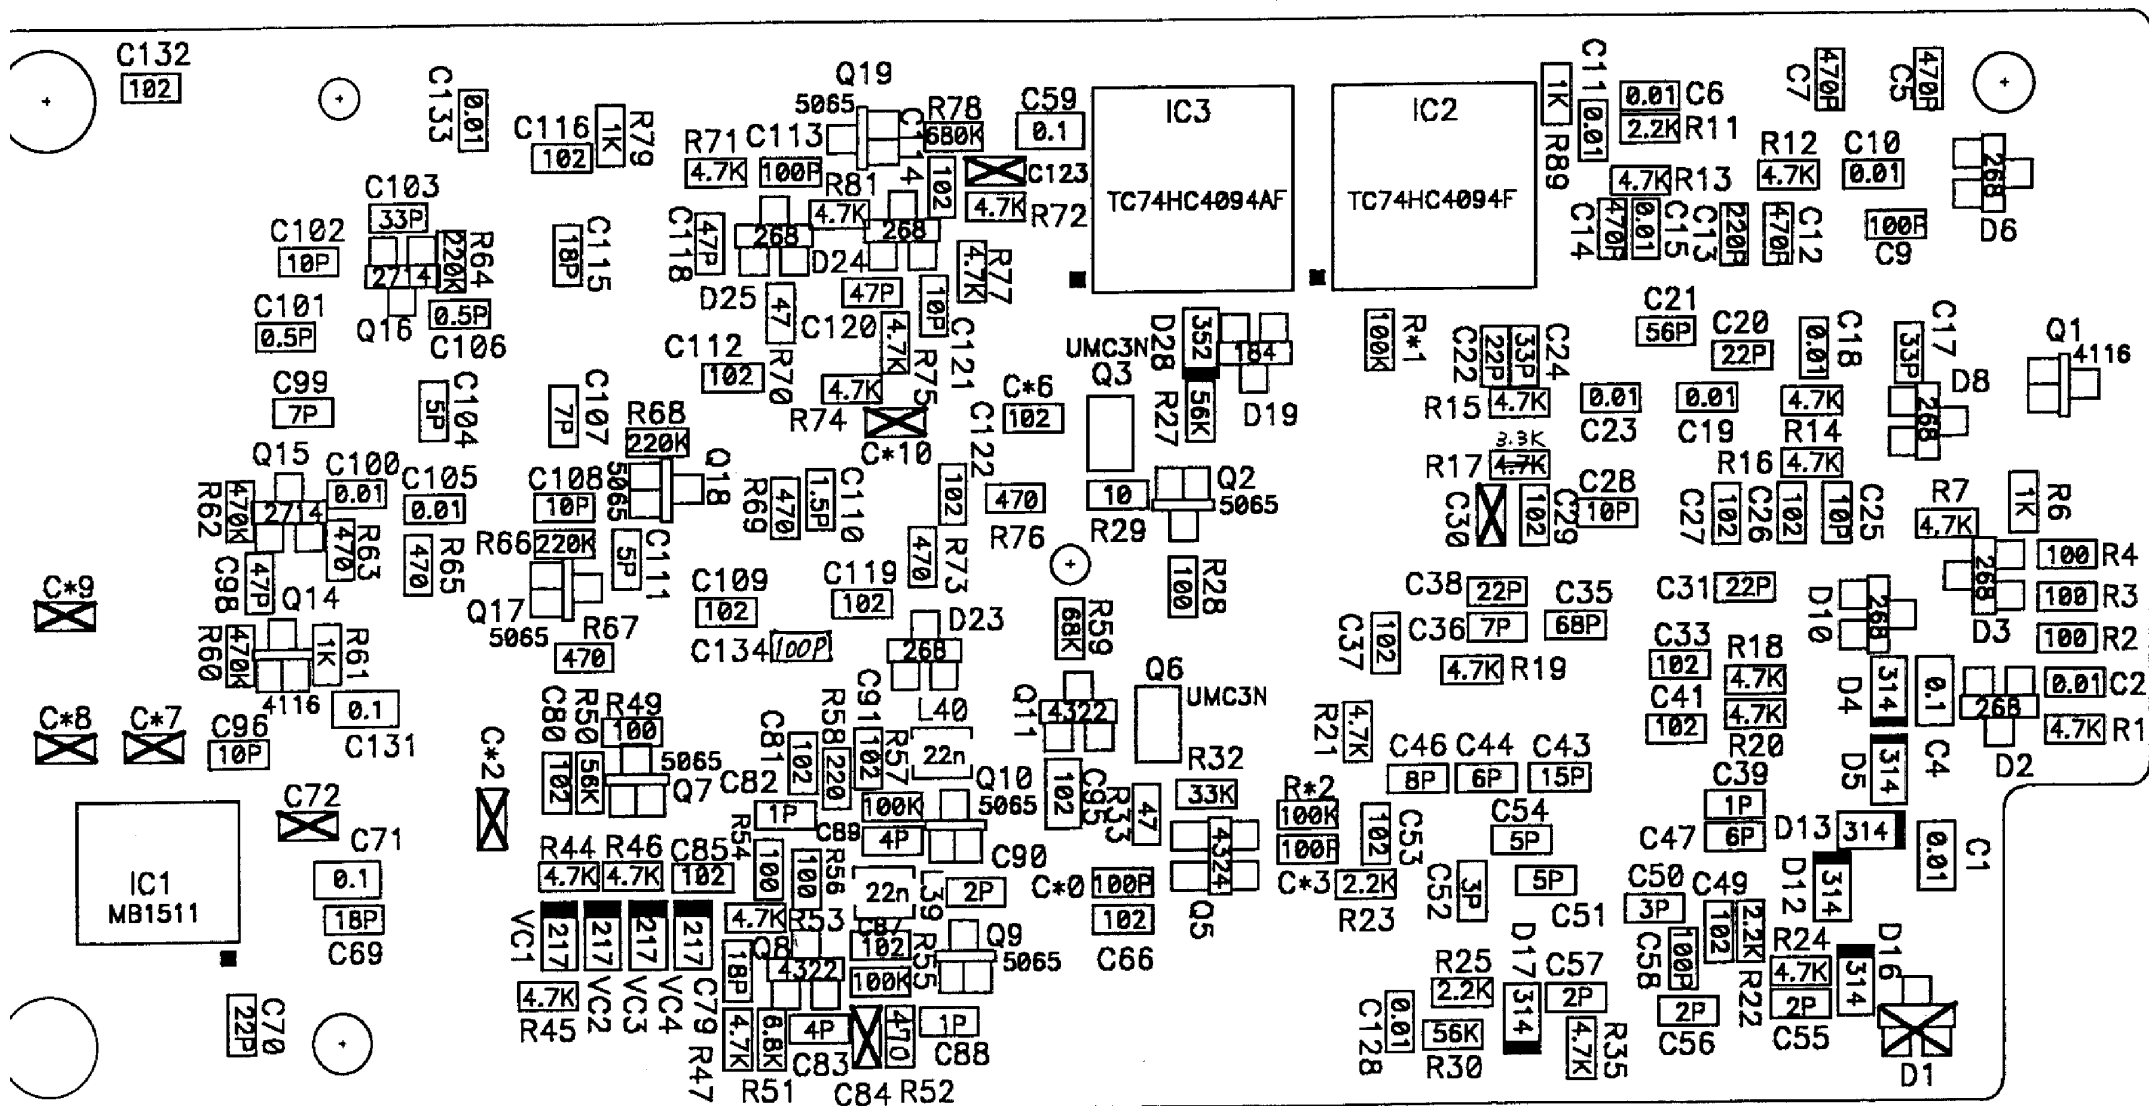 C132
102
C133
0.01
C116
102
R79
1K
Q19
5065
C114
R78
680K
C59
0.1
R71
4.7K
C113
100P
102
C123
R81
4.7K
4.7K
R72
IC3
TC74HC4094AF
IC2
TC74HC4094F
1K
R89
C11
0.01
0.01 C6
2.2K R11
C7
470P
C5
470P
R12
4.7K
C10
0.01
4.7K R13
268
D6
C14
470P
0.01
C15
C13
220P
470P
C12
100P
C9
C103
33P
C102
10P
2714
220K
R64
C101
0.5P
Q16
0.5P
C106
18P
C115
C118
47P
268
D24
268
D25
47
R70
47P
C120
4.7K
R75
10P
C121
4.7K
R77
C112
102
4.7K
R74
C*10
C*6
102
D28
352
184
D19
UMC3N
Q3
R27
56K
100K
R*1
C22
22P
33P
C24
C21
56P
C20
22P
0.01
C18
33P
C17
D8
268
Q1
4116
C99
7P
5P
C104
7P
C107
R68
220K
R15 4.7K
0.01
C23
0.01
C19
4.7K
R14
3.3K
R17 4.7K
R16 4.7K
Q15
C100
0.01
C105
0.01
R62
470K
2714
470
R63
470
R65
C108
10P
5065
Q18
R66 220K
5P
C111
R69
470
1.5P
C110
C122
102
470
R76
10
R29
Q2
5065
C30
102
C29
C28
10P
C27
102
C26
102
10P
C25
R7
4.7K
1K
R6
C98
47P
Q14
C*9
Q17
5065
R67
470
C109
102
C119
102
470
R73
C134 100P
D23
268
68K
R59
100
R28
C38 22P
C36 7P
C35
68P
C37
102
4.7K R19
C31 22P
C33
102
R18
4.7K
D10
268
268
D3
100 R4
100 R3
100 R2
R60
470K
1K
R61
4116
0.1
C131
C*8
C*7
C96
10P
C80
102
R50
56K
R49
100
5065
Q7
C*2
C81
102
C82
1P
R58
220
C91
102
L40
22n
R57
100K
C89
4P
Q10
5065
Q11
4322
102
C95
Q6
UMC3N
R33
47
R32
33K
R21
4.7K
C46
8P
C44
6P
C43
15P
C41
102
4.7K
R20
D4
314
0.1
C4
268
D2
0.01 C2
4.7K R1
D5
314
C39
1P
C47 6P
D13 314
0.01
C1
R*2
100K
100P
C*3
102
C53
C54
5P
5P
C51
C52
3P
2.2K
R23
C50
3P
C49
102
2.2K
R22
D12
314
IC1
MB1511
C72
C71
0.1
18P
C69
22P
C70
R44
4.7K
R46
4.7K
C85
102
R54
100
100
R56
22n
L39
C90
2P
C*0 100P
102
C66
4324
Q5
VC1
217
217
VC2
217
VC3
217
VC4
4.7K R53
Q8
4322
C87
102
100K
R55
Q9
5065
4.7K
R45
C79
18P
R47
4.7K
6.8K
R51
4P
C83
C84
470
R52
1P
C88
R25
2.2K
56K
R30
C128
0.01
D17
314
C57
2P
4.7K
R35
C58
100P
2P
C56
R24
4.7K
2P
C55
D16
314
D1